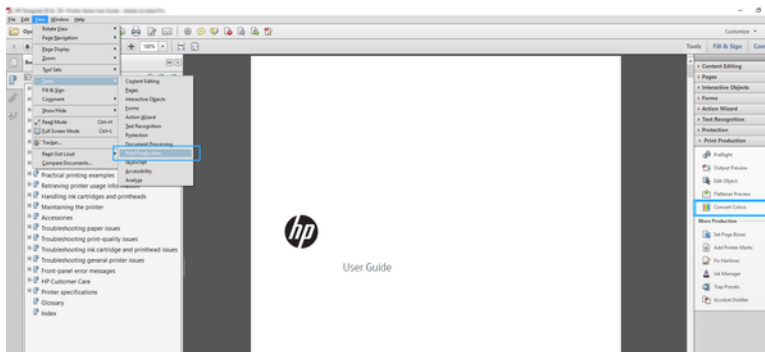 File Edit View Window Help
Customize
Rotate View
Page Navigation
Page Display
Zoom
Tool Sets
Tools
Fill & Sign
Comment
Show/Hide
Read Mode Ctrl+H
Full Screen Mode Ctrl+L
Tracker...
Read Out Loud
Compare Documents...
Content Editing
Pages
Interactive Objects
Forms
Action Wizard
Text Recognition
Protection
Document Processing
Print Production
JavaScript
Accessibility
Analyze
Practical printing examples
Retrieving printer usage information
Handling ink cartridges and printheads
Maintaining the printer
Accessories
Troubleshooting paper issues
Troubleshooting print-quality issues
Troubleshooting ink cartridge and printhead issues
Troubleshooting general printer issues
Front-panel error messages
HP Customer Care
Printer specifications
Glossary
Index
hp
User Guide
Tools Fill & Sign
Content Editing
Pages
Interactive Objects
Forms
Action Wizard
Text Recognition
Protection
Print Production
Preflight
Output Preview
Edit Object
Flattener Preview
Convert Colors
More Production
Set Page Boxes
Add Printer Marks
Fix Hairlines
Ink Manager
Trap Presets
Acrobat Distiller